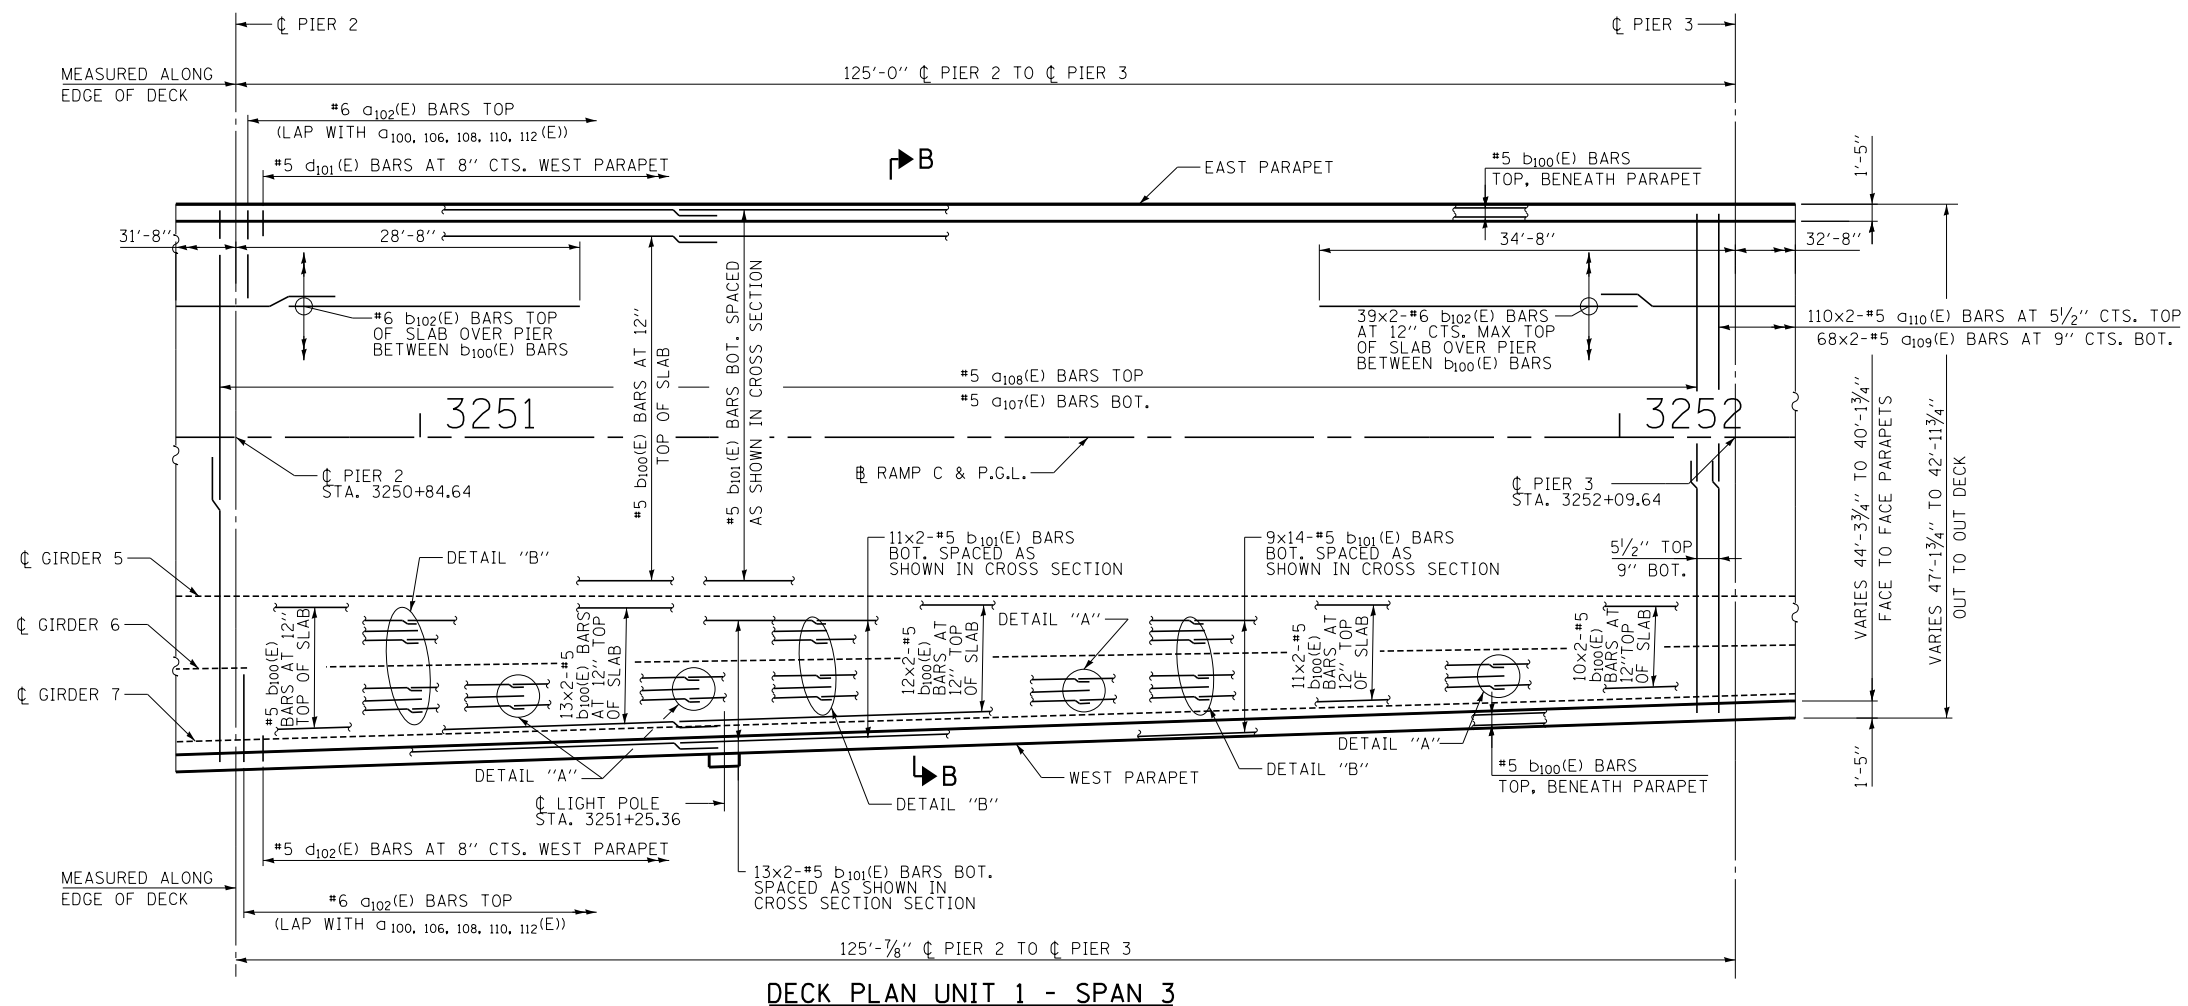 ℄ PIER 2
℄ PIER 3
MEASURED ALONG
EDGE OF DECK
125'-0" ℄ PIER 2 TO ℄ PIER 3
#6 a102(E) BARS TOP
(LAP WITH a100, 106, 108, 110, 112(E))
#5 d101(E) BARS AT 8" CTS. WEST PARAPET
B
EAST PARAPET
#5 b100(E) BARS
TOP, BENEATH PARAPET
1'-5"
31'-8"
28'-8"
34'-8"
32'-8"
#6 b102(E) BARS TOP
OF SLAB OVER PIER
BETWEEN b100(E) BARS
#5 b100(E) BARS AT 12"
TOP OF SLAB
#5 b101(E) BARS BOT. SPACED
AS SHOWN IN CROSS SECTION
39x2-#6 b102(E) BARS
AT 12" CTS. MAX TOP
OF SLAB OVER PIER
BETWEEN b100(E) BARS
110x2-#5 a110(E) BARS AT 5 1/2" CTS. TOP
68x2-#5 a109(E) BARS AT 9" CTS. BOT.
#5 a108(E) BARS TOP
#5 a107(E) BARS BOT.
3251
3252
℄ PIER 2
STA. 3250+84.64
B RAMP C & P.G.L.
℄ PIER 3
STA. 3252+09.64
VARIES 44'-3 3/4" TO 40'-1 3/4"
FACE TO FACE PARAPETS
VARIES 47'-1 3/4" TO 42'-11 3/4"
OUT TO OUT DECK
℄ GIRDER 5
DETAIL "B"
11x2-#5 b101(E) BARS
BOT. SPACED AS
SHOWN IN CROSS SECTION
9x14-#5 b101(E) BARS
BOT. SPACED AS
SHOWN IN CROSS SECTION
5 1/2" TOP
9" BOT.
℄ GIRDER 6
#5 b100(E)
BARS AT 12"
TOP OF SLAB
13x2-#5
b100(E) BARS
AT 12" TOP
OF SLAB
12x2-#5
b100(E)
BARS AT
12" TOP
OF SLAB
DETAIL "A"
11x2-#5
b100(E)
BARS AT
12" TOP
OF SLAB
10x2-#5
b100(E)
BARS AT
12" TOP
OF SLAB
℄ GIRDER 7
DETAIL "A"
B
WEST PARAPET
DETAIL "B"
DETAIL "A"
#5 b100(E) BARS
TOP, BENEATH PARAPET
1'-5"
℄ LIGHT POLE
STA. 3251+25.36
DETAIL "B"
#5 d102(E) BARS AT 8" CTS. WEST PARAPET
13x2-#5 b101(E) BARS BOT.
SPACED AS SHOWN IN
CROSS SECTION SECTION
MEASURED ALONG
EDGE OF DECK
#6 a102(E) BARS TOP
(LAP WITH a100, 106, 108, 110, 112(E))
125'-7/8" ℄ PIER 2 TO ℄ PIER 3
DECK PLAN UNIT 1 - SPAN 3